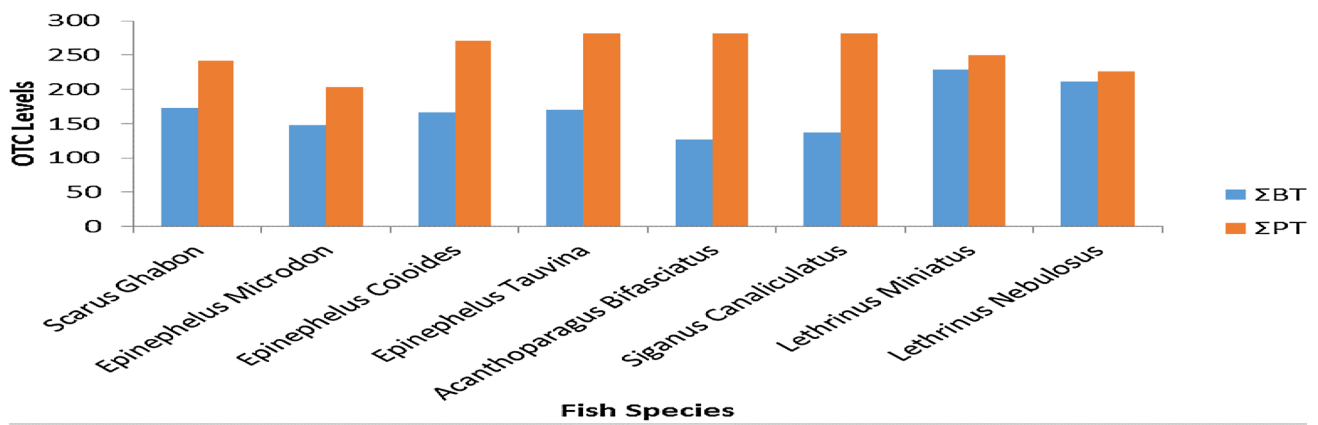 300
250
200
150
100
50
0
OTC Levels
ΣBT
ΣPT
Scarus Ghabon
Epinephelus Microdon
Epinephelus Coioides
Epinephelus Tauvina
Acanthoparagus Bifasciatus
Siganus Canaliculatus
Lethrinus Miniatus
Lethrinus Nebulosus
Fish Species